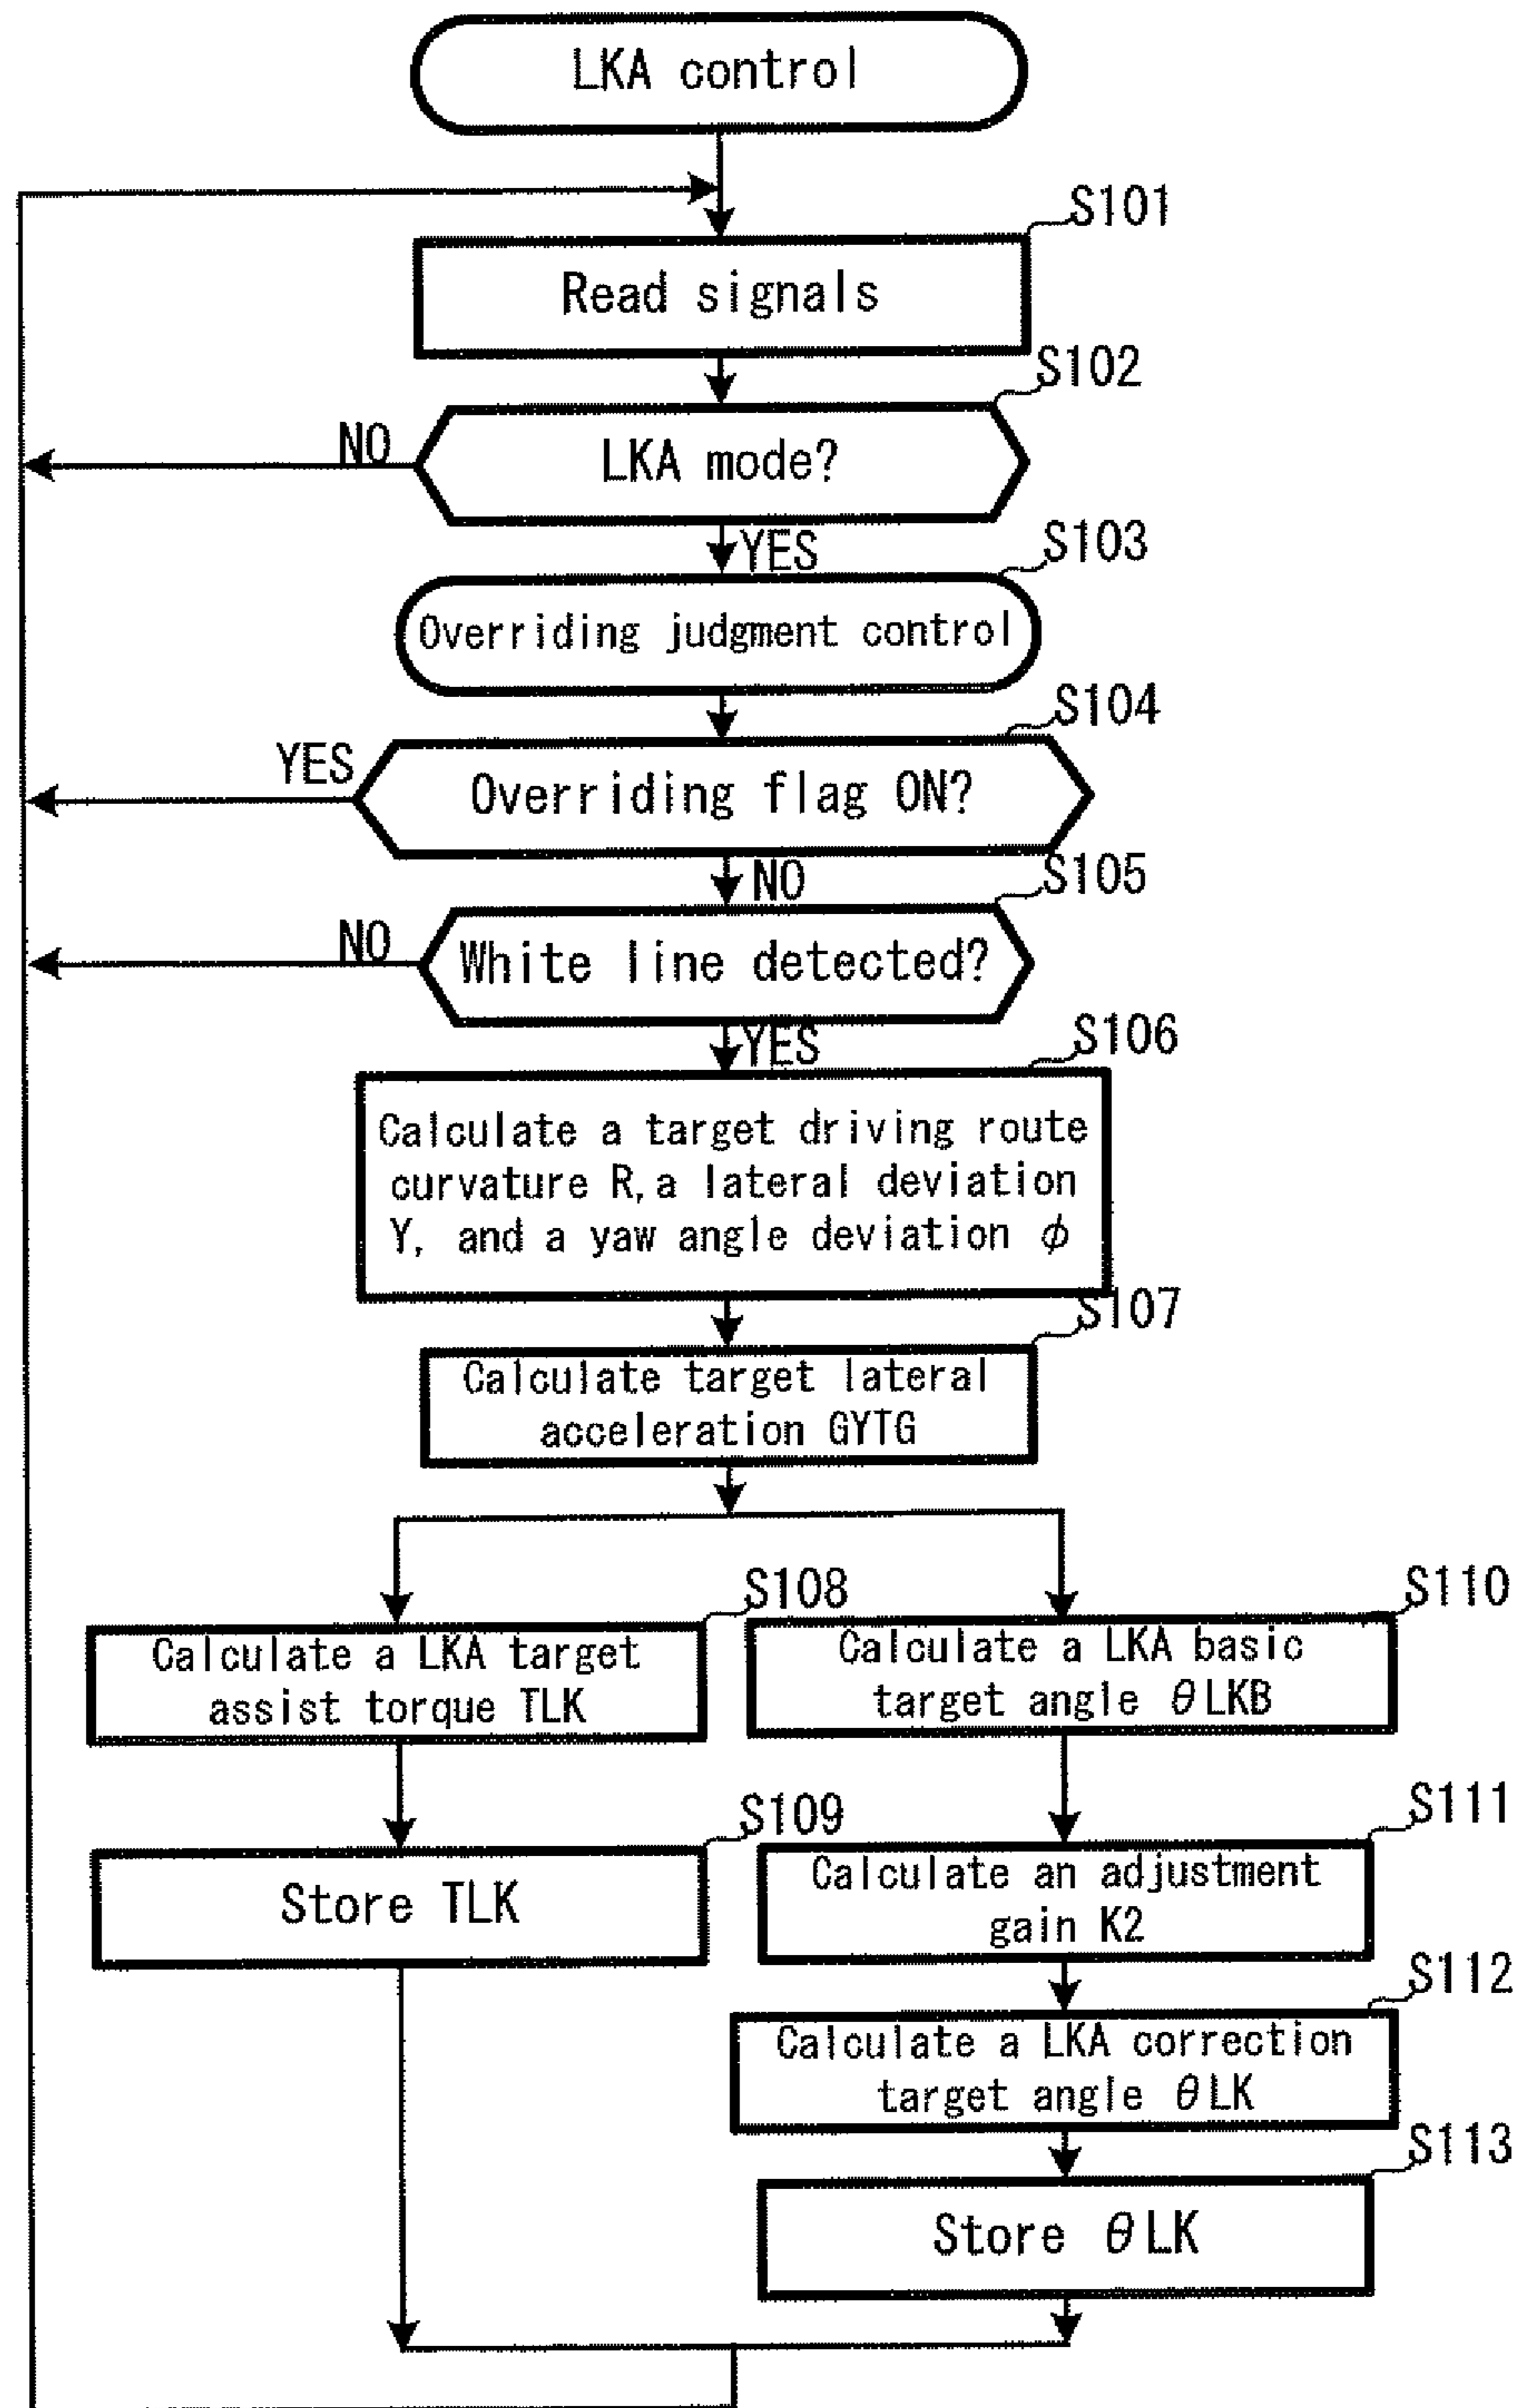 LKA control
S101
Read signals
S102
NO
LKA mode?
YES
S103
Overriding judgment control
S104
YES
Overriding flag ON?
NO
S105
NO
White line detected?
YES
S106
Calculate a target driving route
curvature R, a lateral deviation
Y, and a yaw angle deviation φ
S107
Calculate target lateral
acceleration GYTG
S108
Calculate a LKA target
assist torque TLK
S109
Store TLK
S110
Calculate a LKA basic
target angle θLKB
S111
Calculate an adjustment
gain K2
S112
Calculate a LKA correction
target angle θLK
S113
Store θLK